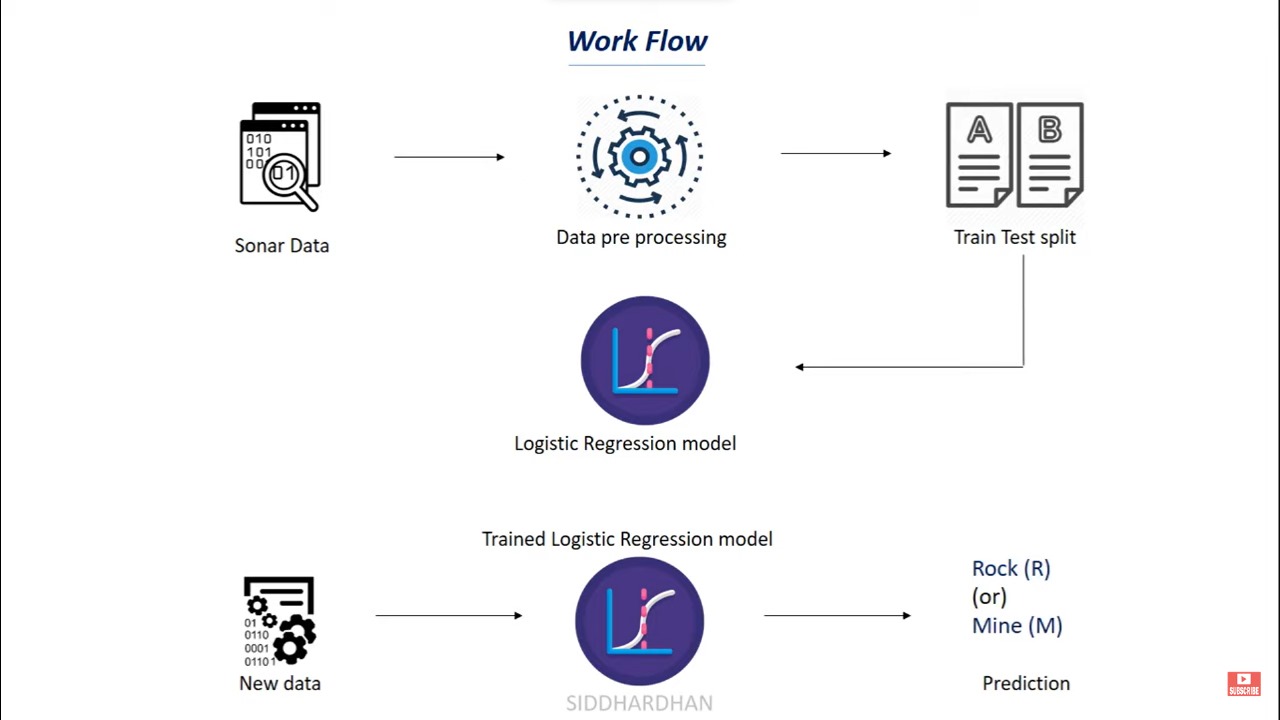 Work Flow
010
101
00
01
A
B
Sonar Data
Data pre processing
Train Test split
Logistic Regression model
Trained Logistic Regression model
Rock (R)
(or)
Mine (M)
01
0110
0001
01101
New data
Prediction
SIDDHARDHAN
SUBSCRIBE